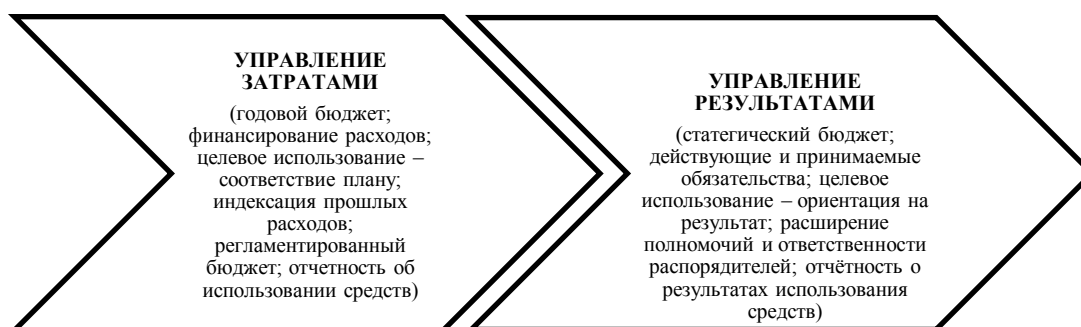 УПРАВЛЕНИЕ
ЗАТРАТАМИ
(годовой бюджет;
финансирование расходов;
целевое использование –
соответствие плану;
индексация прошлых
расходов;
регламентированный
бюджет; отчетность об
использовании средств)
УПРАВЛЕНИЕ
РЕЗУЛЬТАТАМИ
(статегический бюджет;
действующие и принимаемые
обязательства; целевое
использование – ориентация на
результат; расширение
полномочий и ответственности
распорядителей; отчётность о
результатах использования
средств)